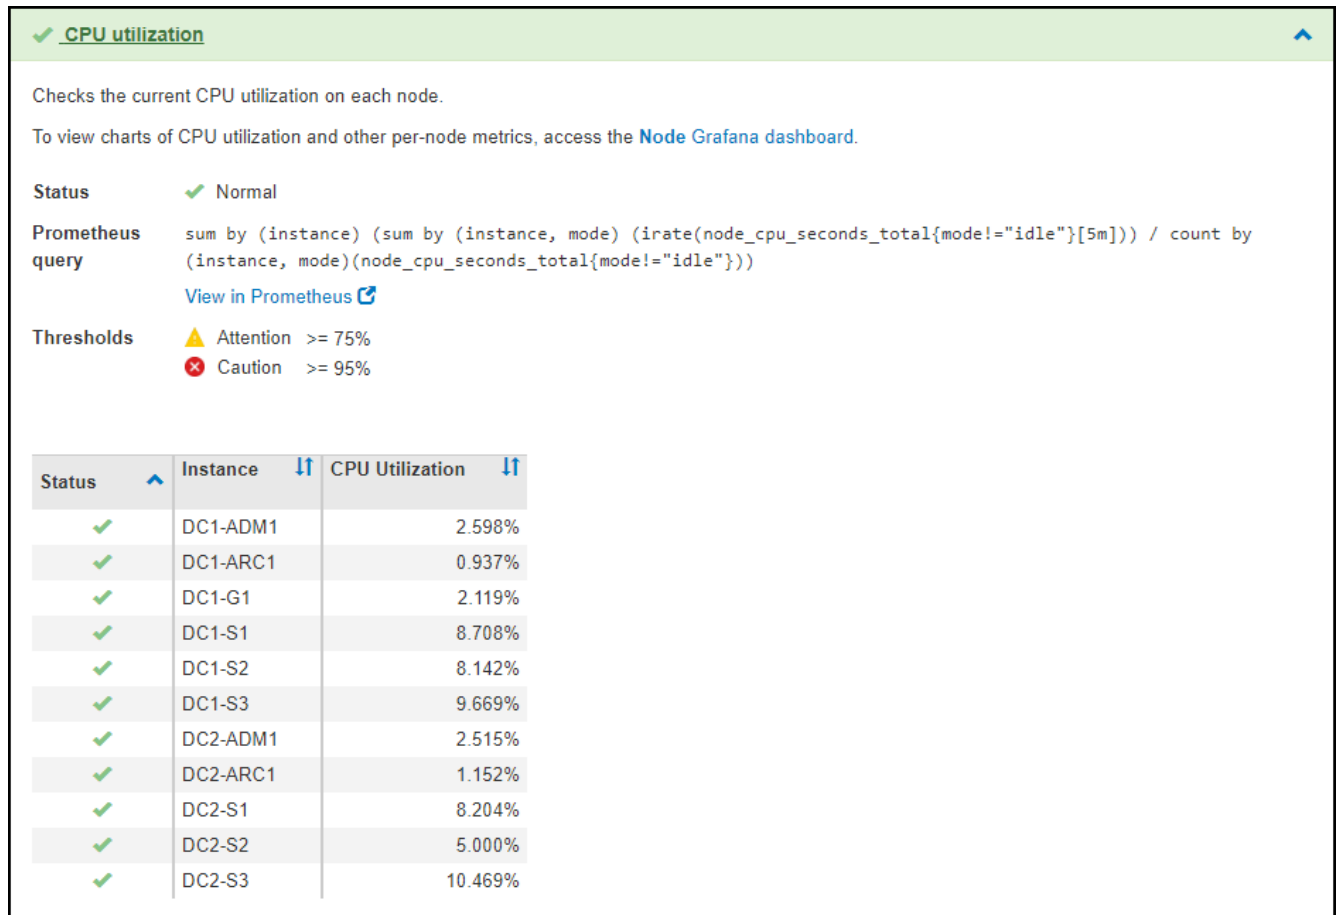 CPU utilization
Checks the current CPU utilization on each node.
To view charts of CPU utilization and other per-node metrics, access the Node Grafana dashboard.
Status Normal
Prometheus query sum by (instance) (sum by (instance, mode) (irate(node_cpu_seconds_total{mode!="idle"}[5m])) / count by
(instance, mode)(node_cpu_seconds_total{mode!="idle"}))
View in Prometheus
Thresholds Attention >= 75%
Caution >= 95%
Status Instance CPU Utilization
DC1-ADM1 2.598%
DC1-ARC1 0.937%
DC1-G1 2.119%
DC1-S1 8.708%
DC1-S2 8.142%
DC1-S3 9.669%
DC2-ADM1 2.515%
DC2-ARC1 1.152%
DC2-S1 8.204%
DC2-S2 5.000%
DC2-S3 10.469%